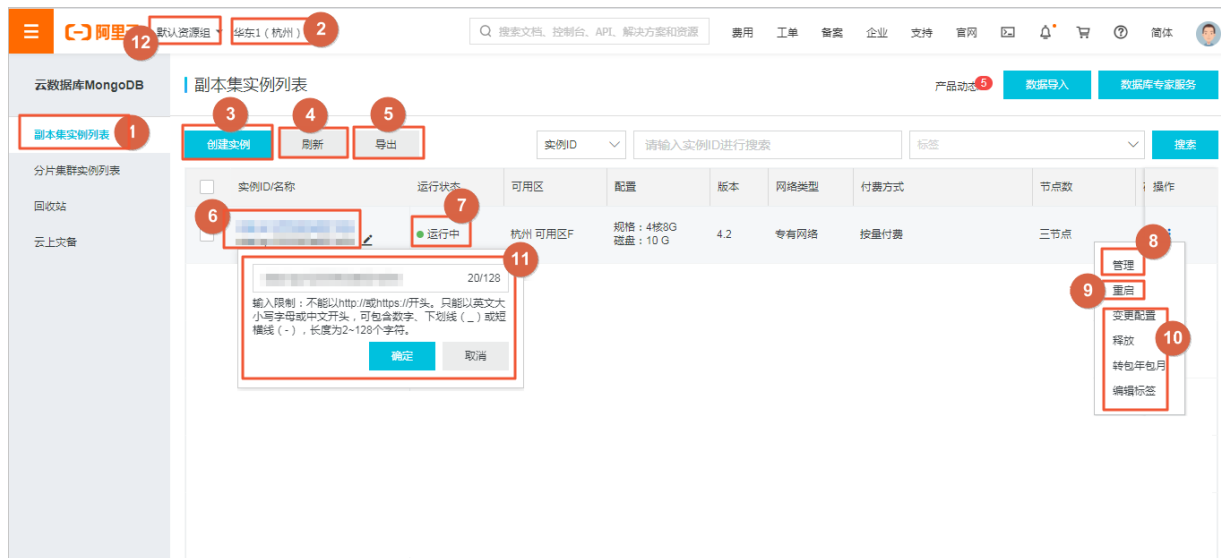 阿里云 默认资源组 华东1（杭州） 搜索文档、控制台、API、解决方案和资源 费用 工单 备案 企业 支持 官网 简体
12 2
云数据库MongoDB 副本集实例列表 产品动态 5 数据导入 数据库专家服务
3 4 5
副本集实例列表 1 创建实例 刷新 导出 实例ID 请输入实例ID进行搜索 标签 搜索
分片集群实例列表
实例ID/名称 运行状态 可用区 配置 版本 网络类型 付费方式 节点数 操作
回收站
6 7
运行中 杭州 可用区F 规格：4核8G 4.2 专有网络 按量付费 三节点
磁盘：10 G
云上灾备
8
11
管理
20/128
9 重启
输入限制：不能以http://或https://开头。只能以英文大
小写字母或中文开头，可包含数字、下划线（_）或短
横线（-），长度为2~128个字符。
变更配置
释放 10
确定 取消
转包年包月
编辑标签